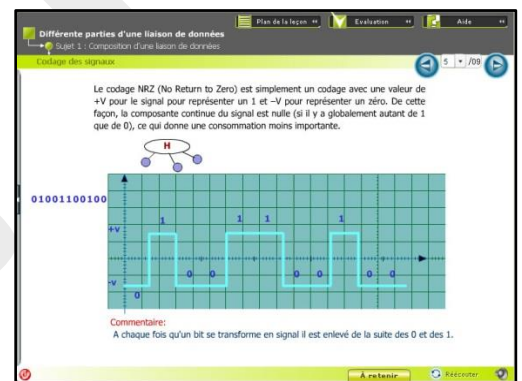 Plan de la leçon
Evaluation
Aide
Différente parties d'une liaison de données
Sujet 1 : Composition d'une liaison de données
Codage des signaux
5 /09
Le codage NRZ (No Return to Zero) est simplement un codage avec une valeur de
+V pour le signal pour représenter un 1 et –V pour représenter un zéro. De cette
façon, la composante continue du signal est nulle (si il y a globalement autant de 1
que de 0), ce qui donne une consommation moins importante.
H
01001100100
+v
1 1 1 1
0 0 0 0 0 0
-v
0
Commentaire:
A chaque fois qu'un bit se transforme en signal il est enlevé de la suite des 0 et des 1.
À retenir
Réécouter